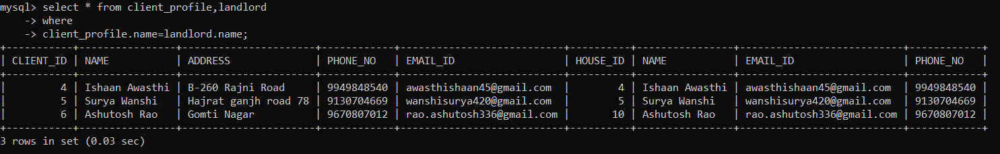 mysql> select * from client_profile,landlord
    -> where
    -> client_profile.name=landlord.name;
+-----------+---------------+-----------------------+------------+---------------------------+----------+---------------+---------------------------+------------+
| CLIENT_ID | NAME          | ADDRESS               | PHONE_NO   | EMAIL_ID                  | HOUSE_ID | NAME          | EMAIL_ID                  | PHONE_NO   |
+-----------+---------------+-----------------------+------------+---------------------------+----------+---------------+---------------------------+------------+
|         4 | Ishaan Awasthi | B-260 Rajni Road      | 9949848540 | awasthishaan45@gmail.com  |        4 | Ishaan Awasthi | awasthishaan45@gmail.com  | 9949848540 |
|         5 | Surya Wanshi   | Hajrat ganjh road 78 | 9130704669 | wanshisurya420@gmail.com  |        5 | Surya Wanshi   | wanshisurya420@gmail.com  | 9130704669 |
|         6 | Ashutosh Rao   | Gomti Nagar          | 9670807012 | rao.ashutosh336@gmail.com |       10 | Ashutosh Rao   | rao.ashutosh336@gmail.com | 9670807012 |
+-----------+---------------+-----------------------+------------+---------------------------+----------+---------------+---------------------------+------------+
3 rows in set (0.03 sec)